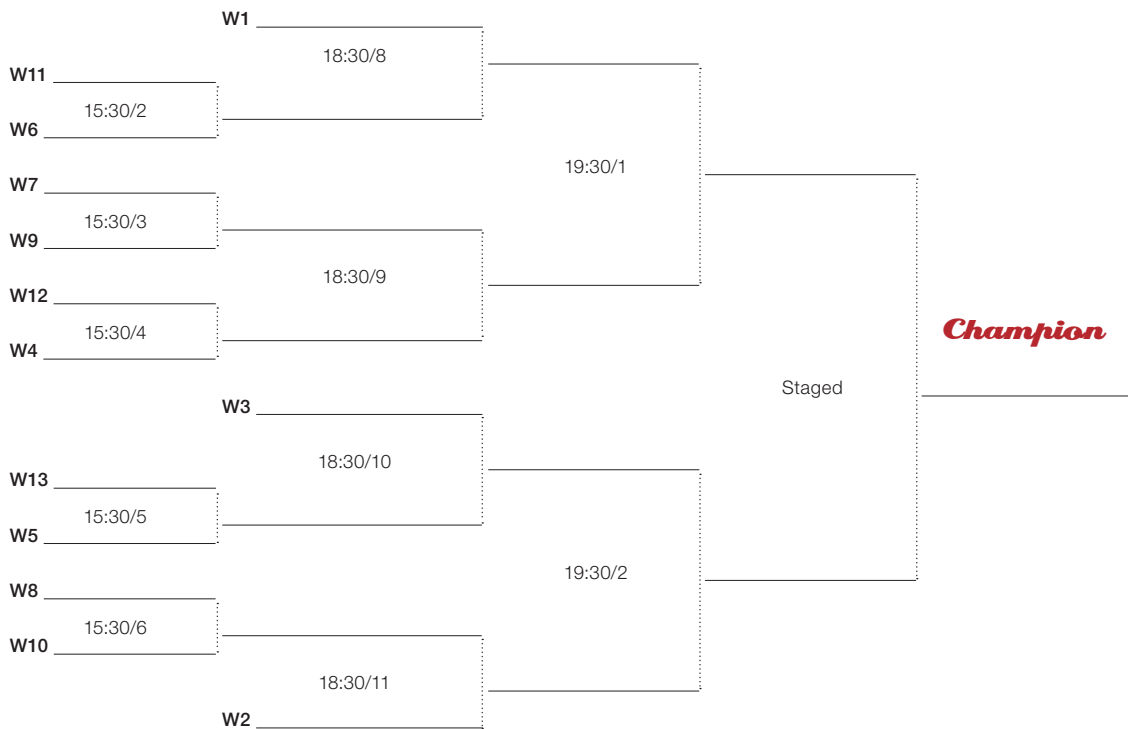 W1
18:30/8
W11
15:30/2
W6
19:30/1
W7
15:30/3
W9
18:30/9
W12
15:30/4
W4
Champion
Staged
W3
18:30/10
W13
15:30/5
W5
19:30/2
W8
15:30/6
W10
18:30/11
W2